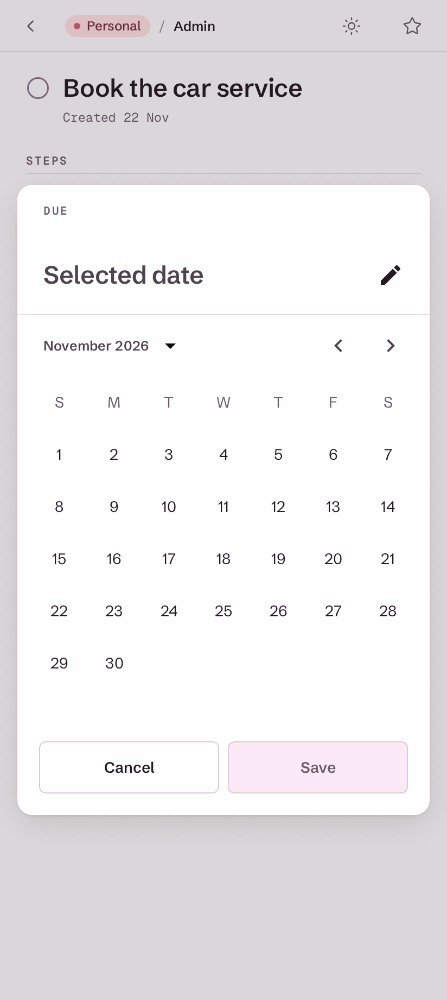 Personal / Admin
Book the car service
Created 22 Nov
STEPS
DUE
Selected date
November 2026
S M T W T F S
1 2 3 4 5 6 7
8 9 10 11 12 13 14
15 16 17 18 19 20 21
22 23 24 25 26 27 28
29 30
Cancel Save